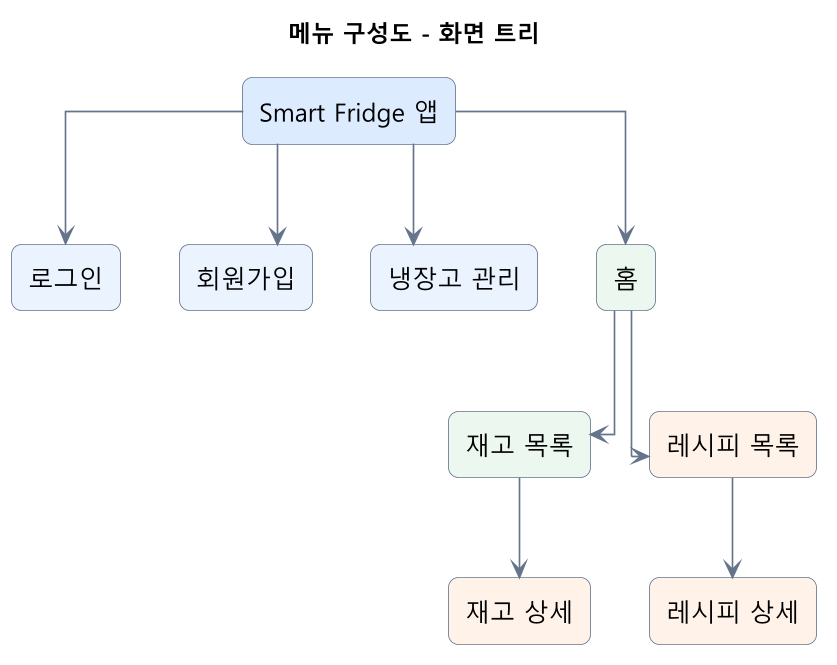 메뉴 구성도 - 화면 트리
Smart Fridge 앱
로그인
회원가입
냉장고 관리
홈
재고 목록
레시피 목록
재고 상세
레시피 상세